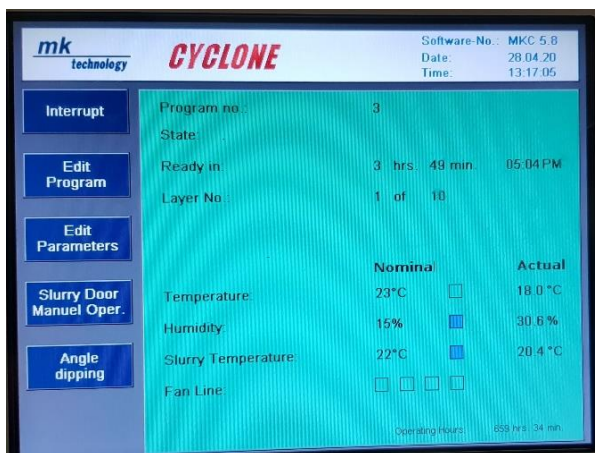 mk
technology
CYCLONE
Software-No.: MKC 5.8
Date: 28.04.20
Time: 13:17:05
Interrupt
Edit
Program
Edit
Parameters
Slurry Door
Manuel Oper.
Angle
dipping
Program no.: 3
State:
Ready in: 3 hrs. 49 min. 05:04 PM
Layer No.: 1 of 10
Nominal Actual
Temperature: 23°C 18.0 °C
Humidity: 15% 30.6 %
Slurry Temperature: 22°C 20.4 °C
Fan Line:
Operating Hours: 659 hrs. 34 min.